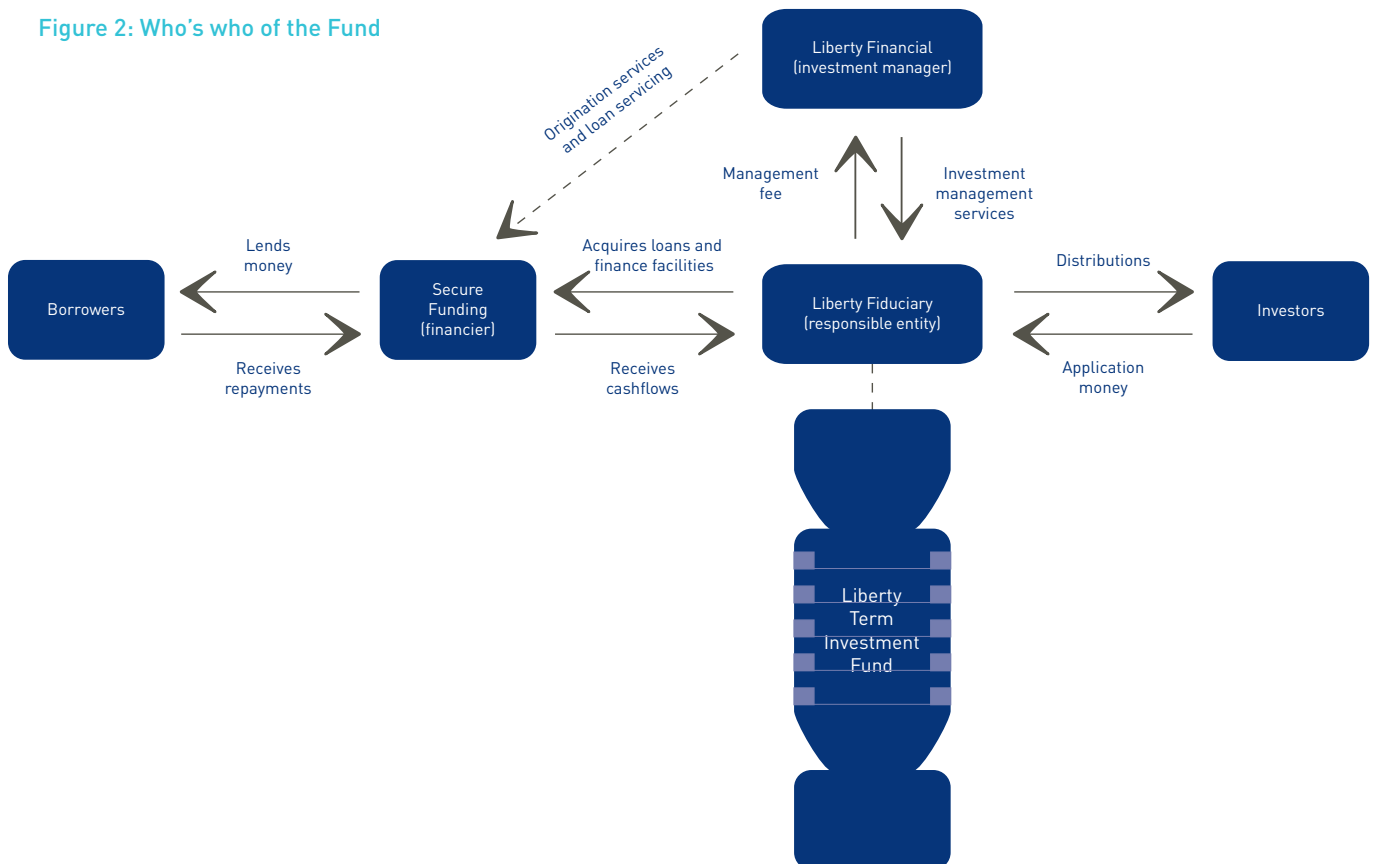 Figure 2: Who’s who of the Fund
Liberty Financial
(investment manager)
Origination services
and loan servicing
Management
fee
Investment
management
services
Lends
money
Acquires loans and
finance facilities
Distributions
Borrowers
Secure
Funding
(financier)
Liberty Fiduciary
(responsible entity)
Investors
Receives
repayments
Receives
cashflows
Application
money
Liberty
Term
Investment
Fund